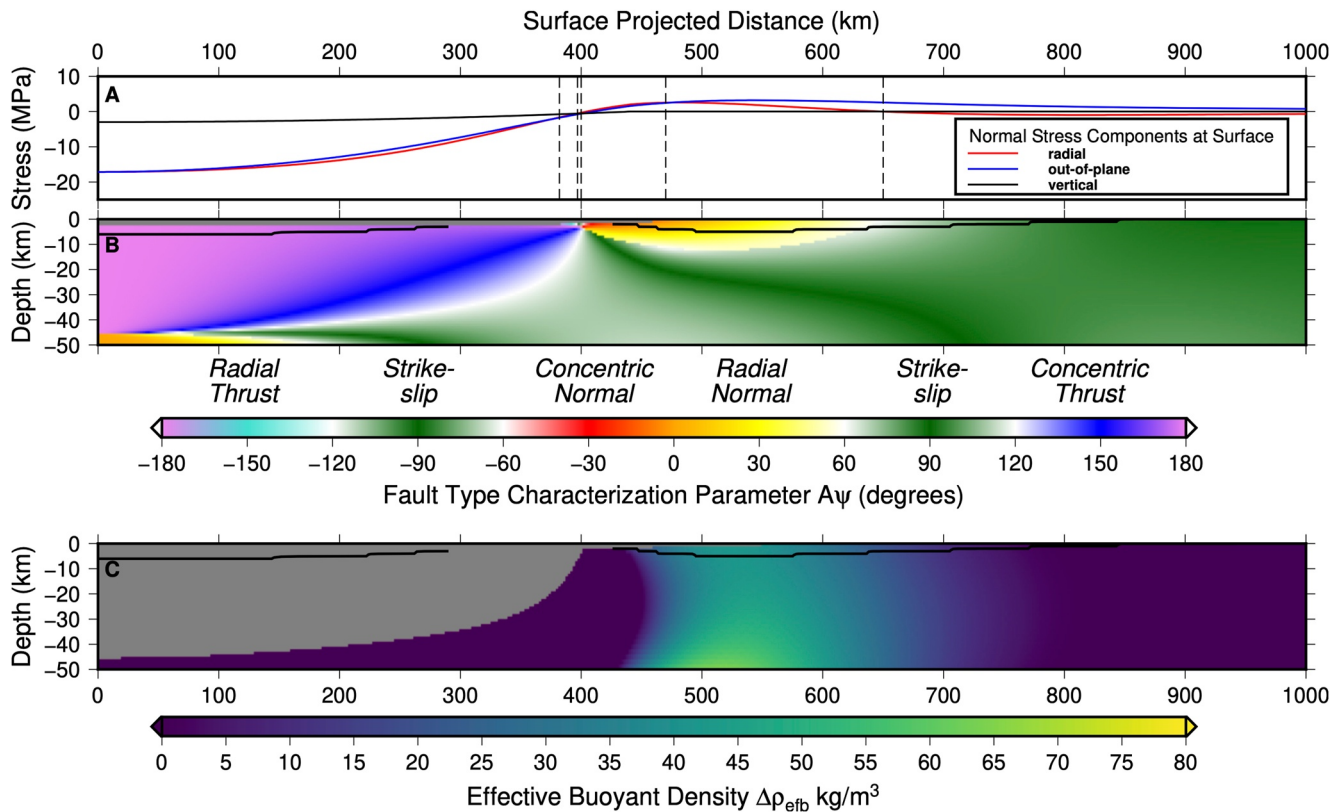 Surface Projected Distance (km)
0 100 200 300 400 500 600 700 800 900 1000
Stress (MPa)
10
0
−10
−20
A
Normal Stress Components at Surface
radial
out-of-plane
vertical
Depth (km)
0
−10
−20
−30
−40
−50
B
Radial Thrust
Strike-slip
Concentric Normal
Radial Normal
Strike-slip
Concentric Thrust
−180 −150 −120 −90 −60 −30 0 30 60 90 120 150 180
Fault Type Characterization Parameter Aψ (degrees)
Depth (km)
0
−10
−20
−30
−40
−50
C
0 100 200 300 400 500 600 700 800 900 1000
0 5 10 15 20 25 30 35 40 45 50 55 60 65 70 75 80
Effective Buoyant Density Δρefb kg/m³